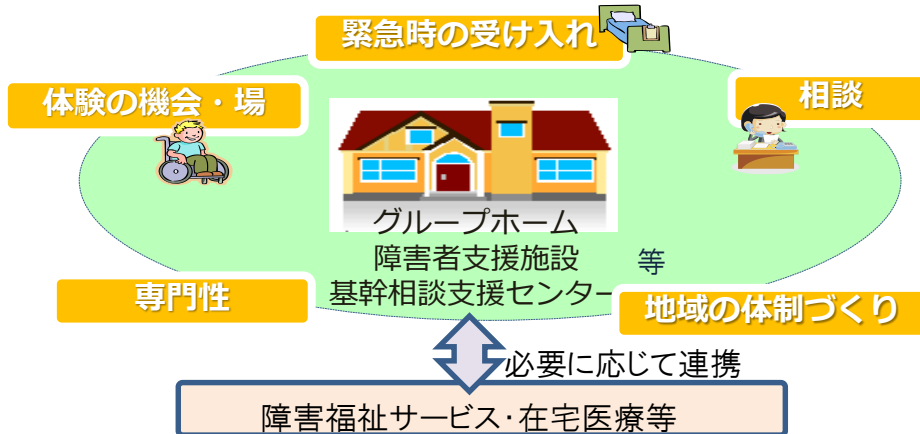 緊急時の受け入れ
体験の機会・場
相談
グループホーム
障害者支援施設 等
基幹相談支援センター
専門性
地域の体制づくり
必要に応じて連携
障害福祉サービス・在宅医療等